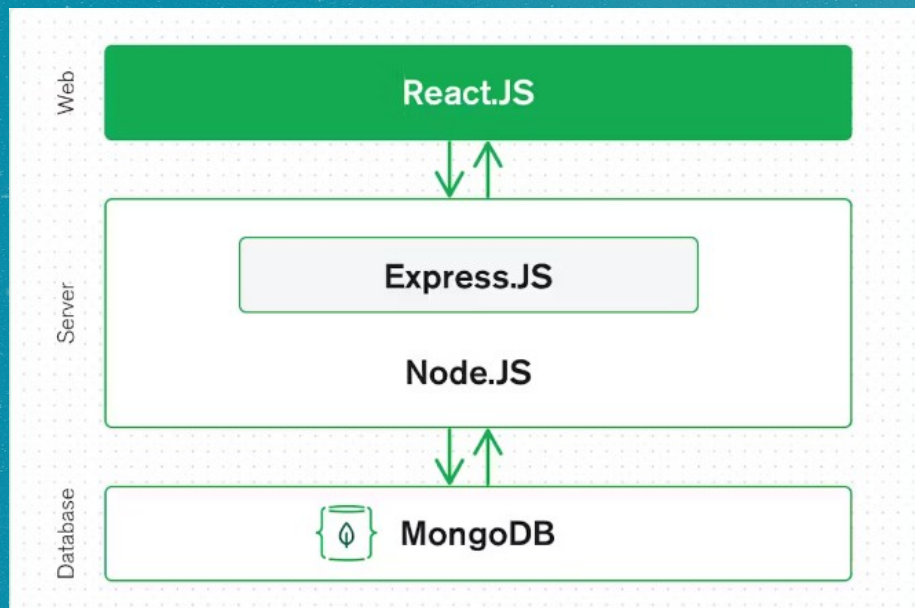 Web
React.JS
Server
Express.JS
Node.JS
Database
MongoDB